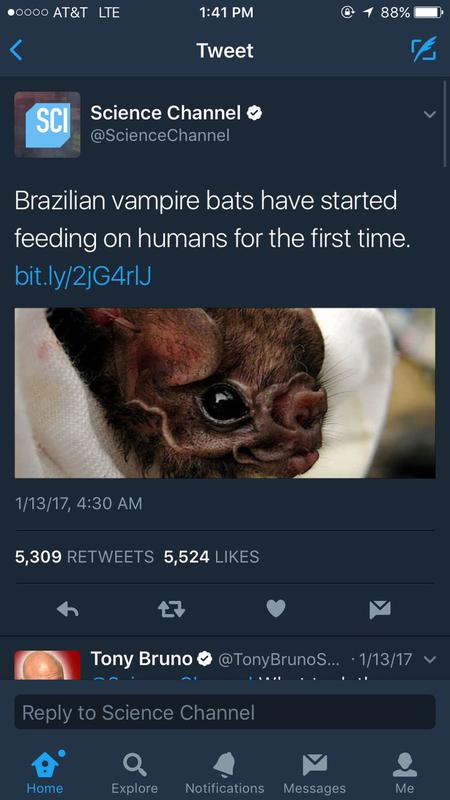 AT&T LTE 1:41 PM 88%
Tweet
SCI
Science Channel
@ScienceChannel
Brazilian vampire bats have started
feeding on humans for the first time.
bit.ly/2jG4rlJ
1/13/17, 4:30 AM
5,309 RETWEETS 5,524 LIKES
Tony Bruno @TonyBrunoS... · 1/13/17
Reply to Science Channel
Home Explore Notifications Messages Me